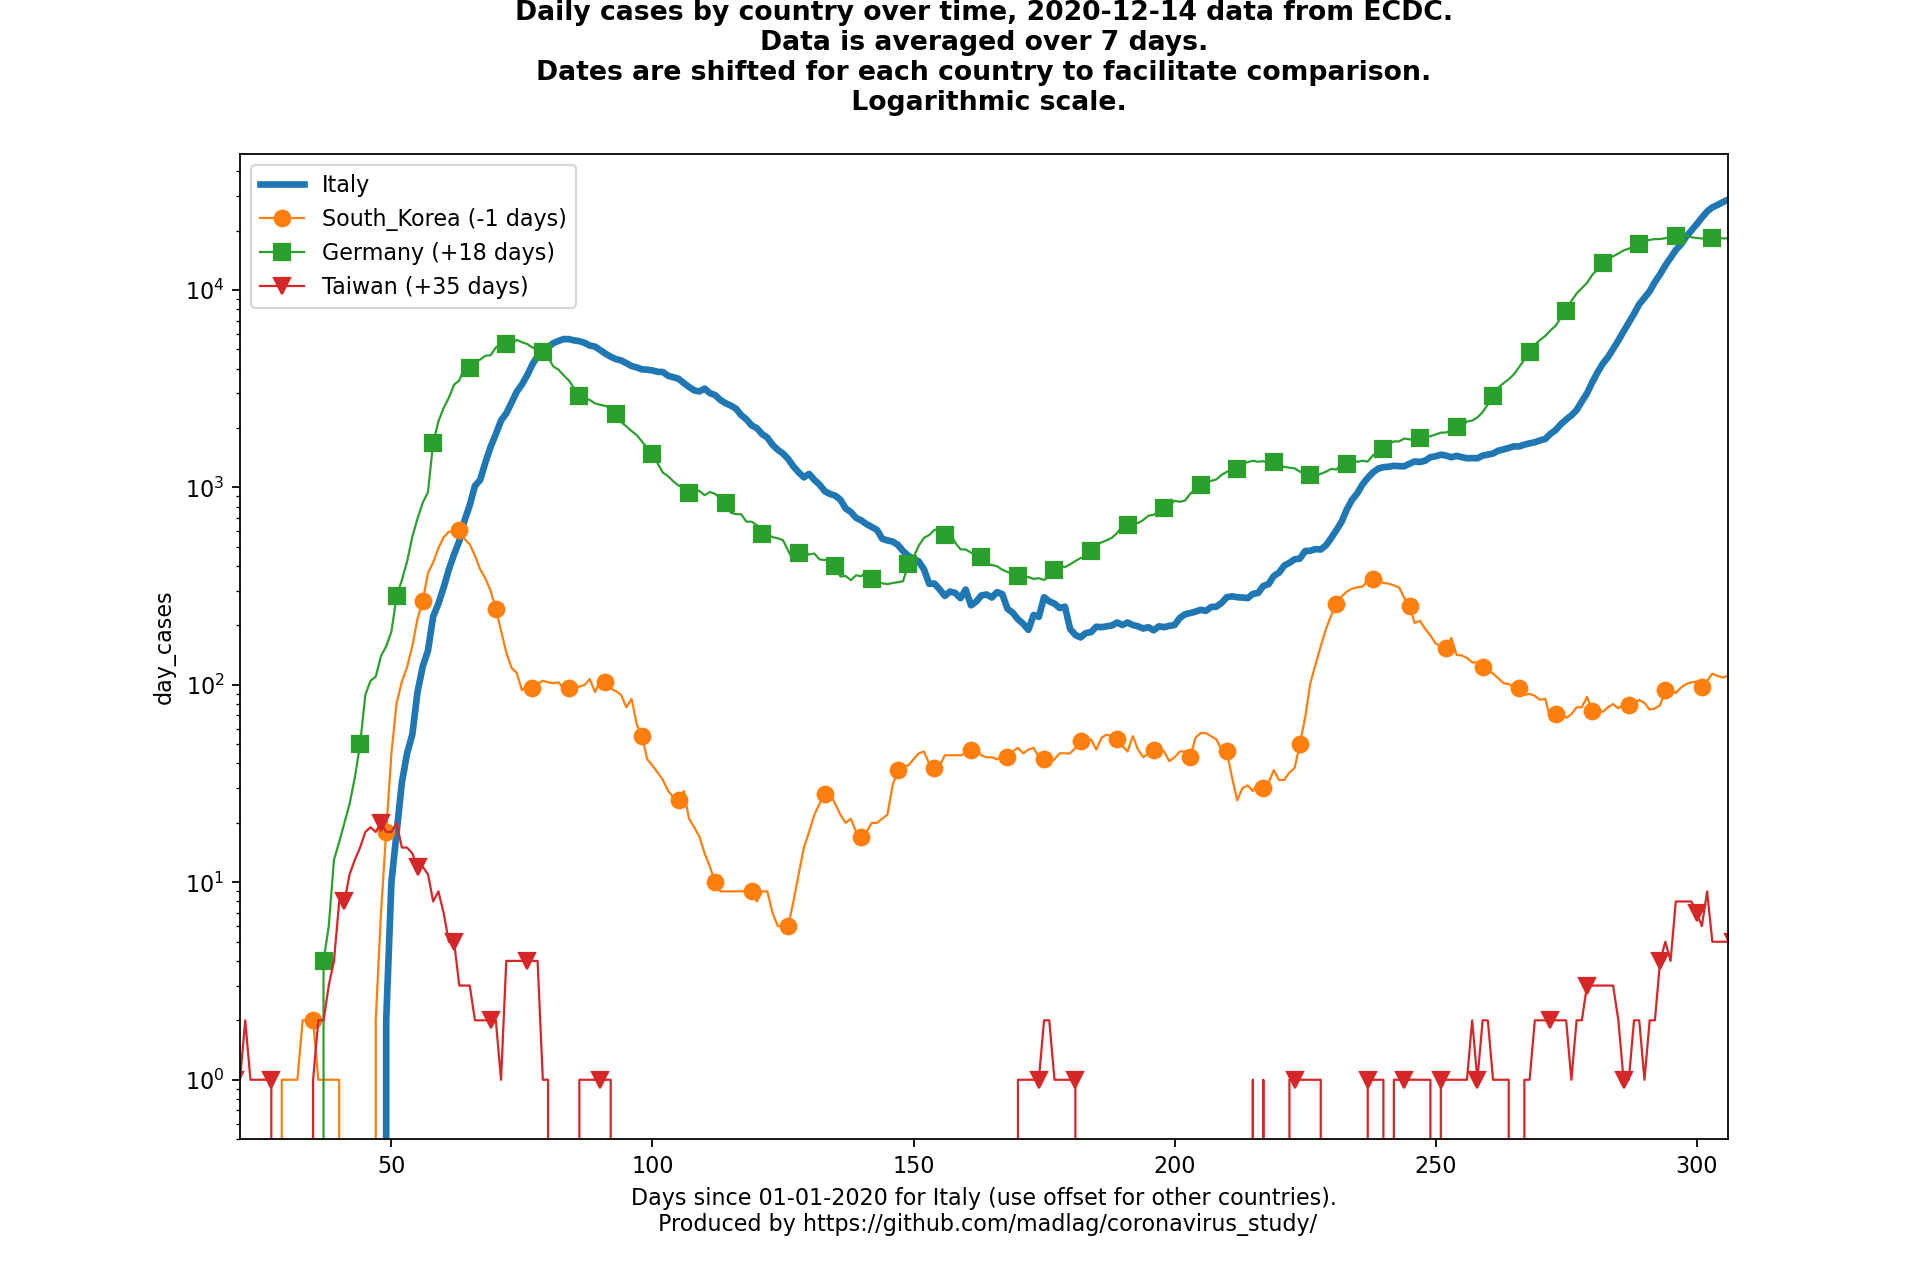 Daily cases by country over time, 2020-12-14 data from ECDC.
Data is averaged over 7 days.
Dates are shifted for each country to facilitate comparison.
Logarithmic scale.
Italy
South_Korea (-1 days)
Germany (+18 days)
Taiwan (+35 days)
day_cases
10⁴
10³
10²
10¹
10⁰
50 100 150 200 250 300
Days since 01-01-2020 for Italy (use offset for other countries).
Produced by https://github.com/madlag/coronavirus_study/